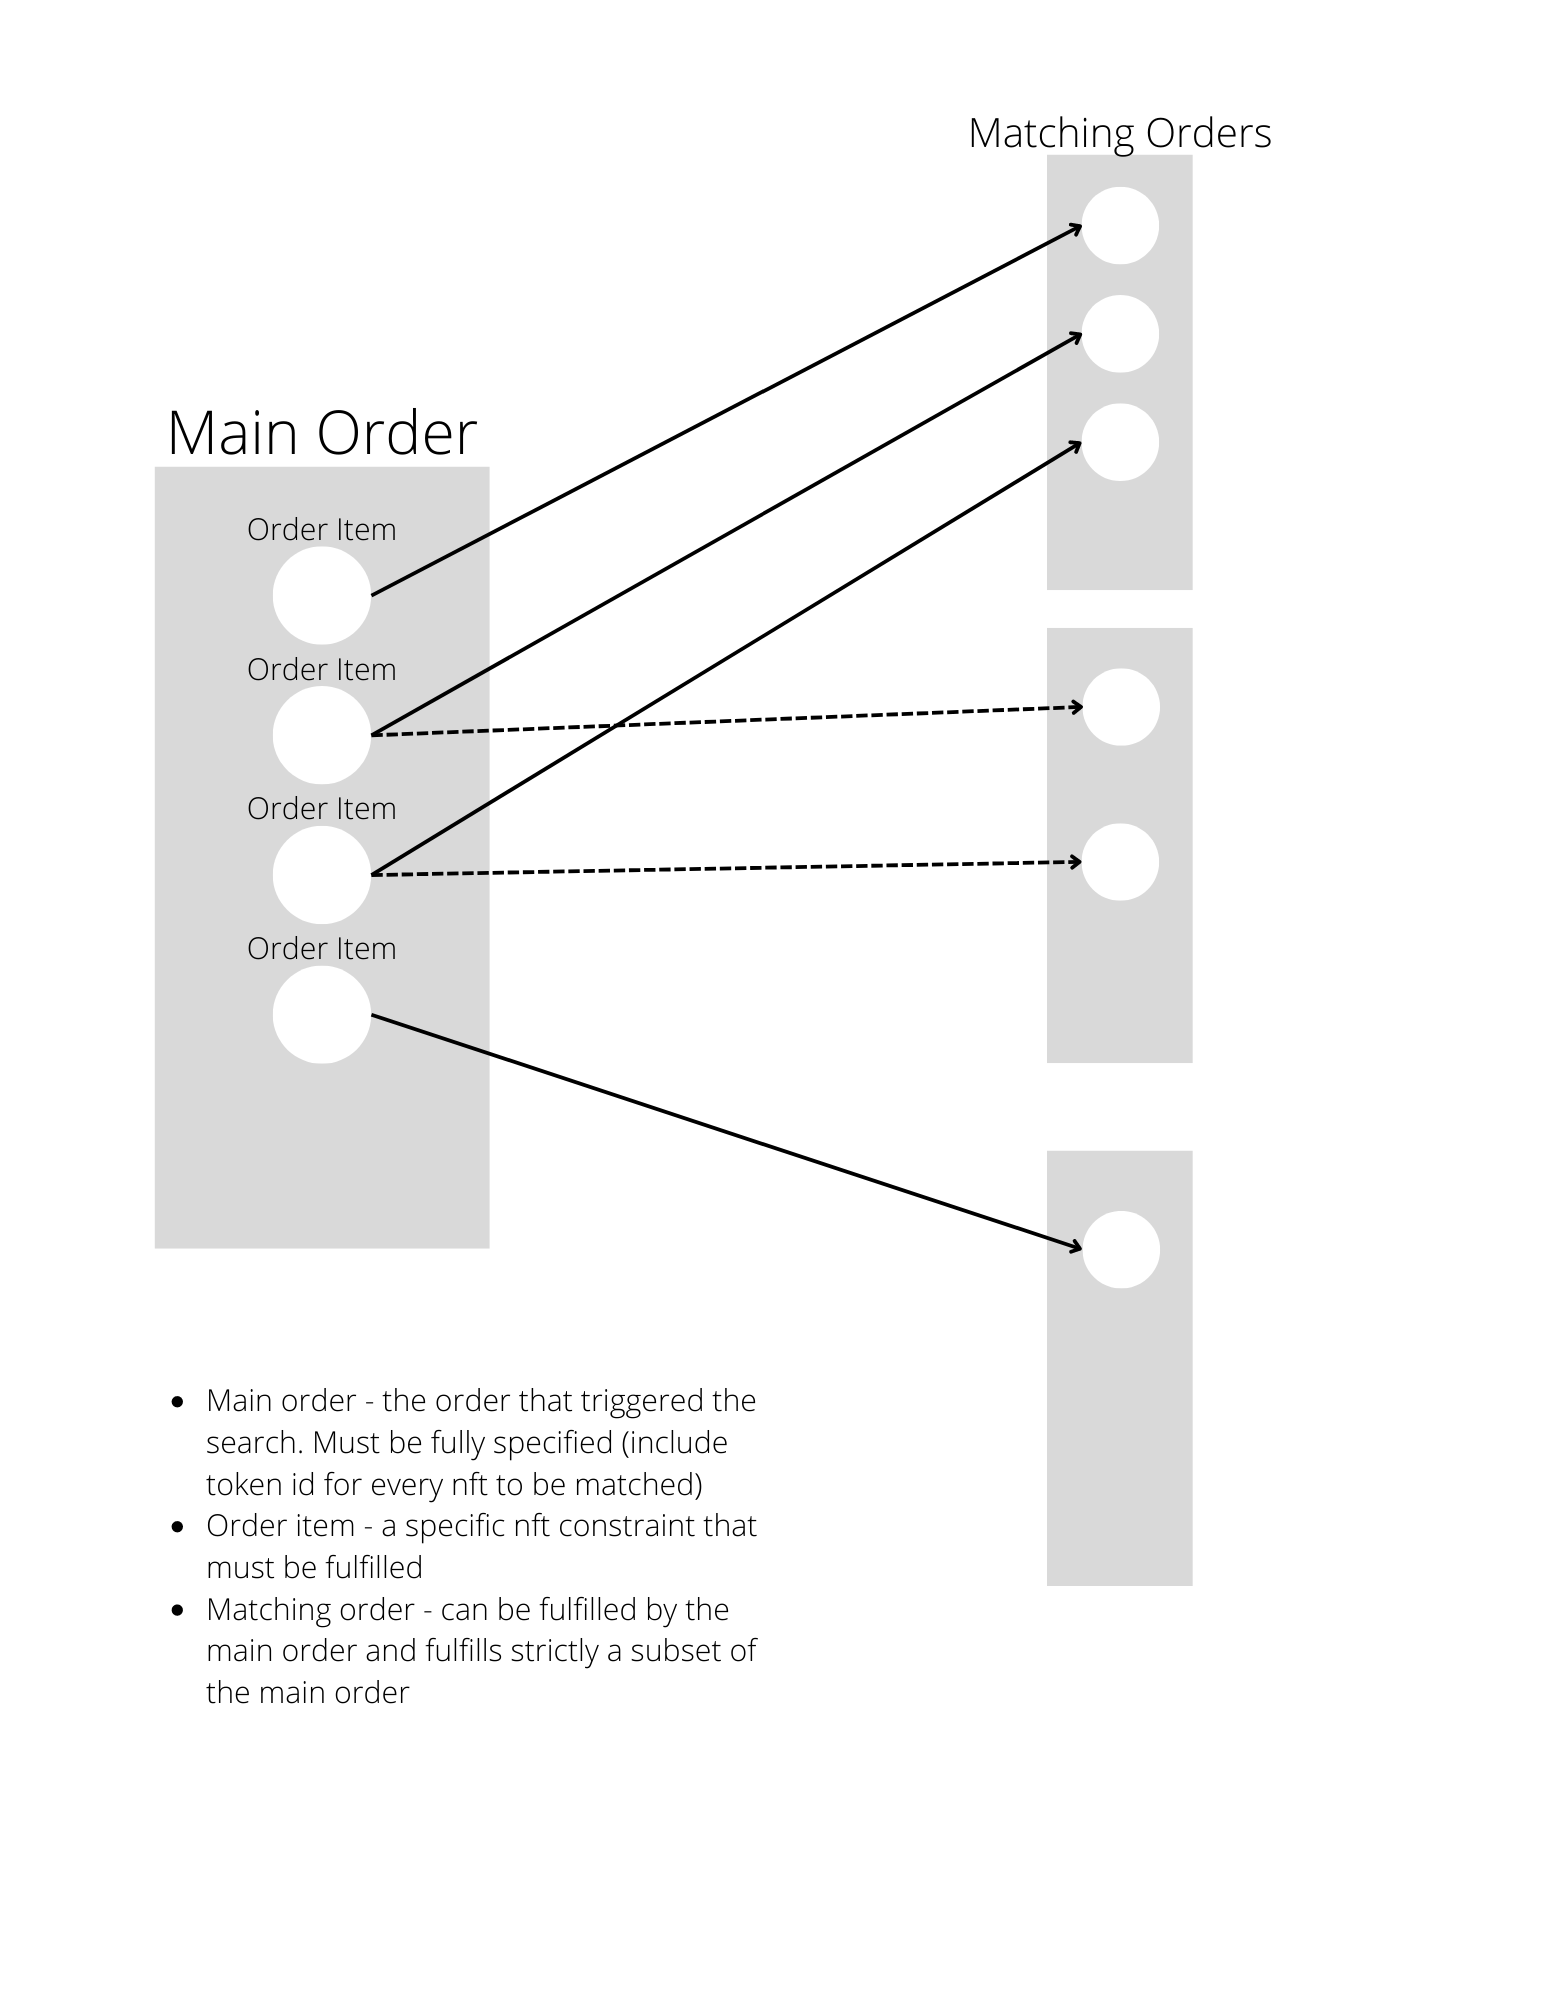 Matching Orders
Main Order
Order Item
Order Item
Order Item
Order Item
• Main order - the order that triggered the
search. Must be fully specified (include
token id for every nft to be matched)
• Order item - a specific nft constraint that
must be fulfilled
• Matching order - can be fulfilled by the
main order and fulfills strictly a subset of
the main order